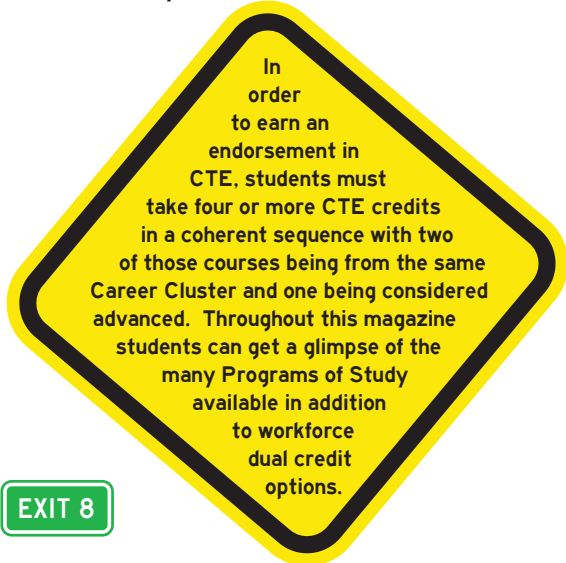 In
order
to earn an
endorsement in
CTE, students must
take four or more CTE credits
in a coherent sequence with two
of those courses being from the same
Career Cluster and one being considered
advanced.  Throughout this magazine
students can get a glimpse of the
many Programs of Study
available in addition
to workforce
dual credit
options.
EXIT 8